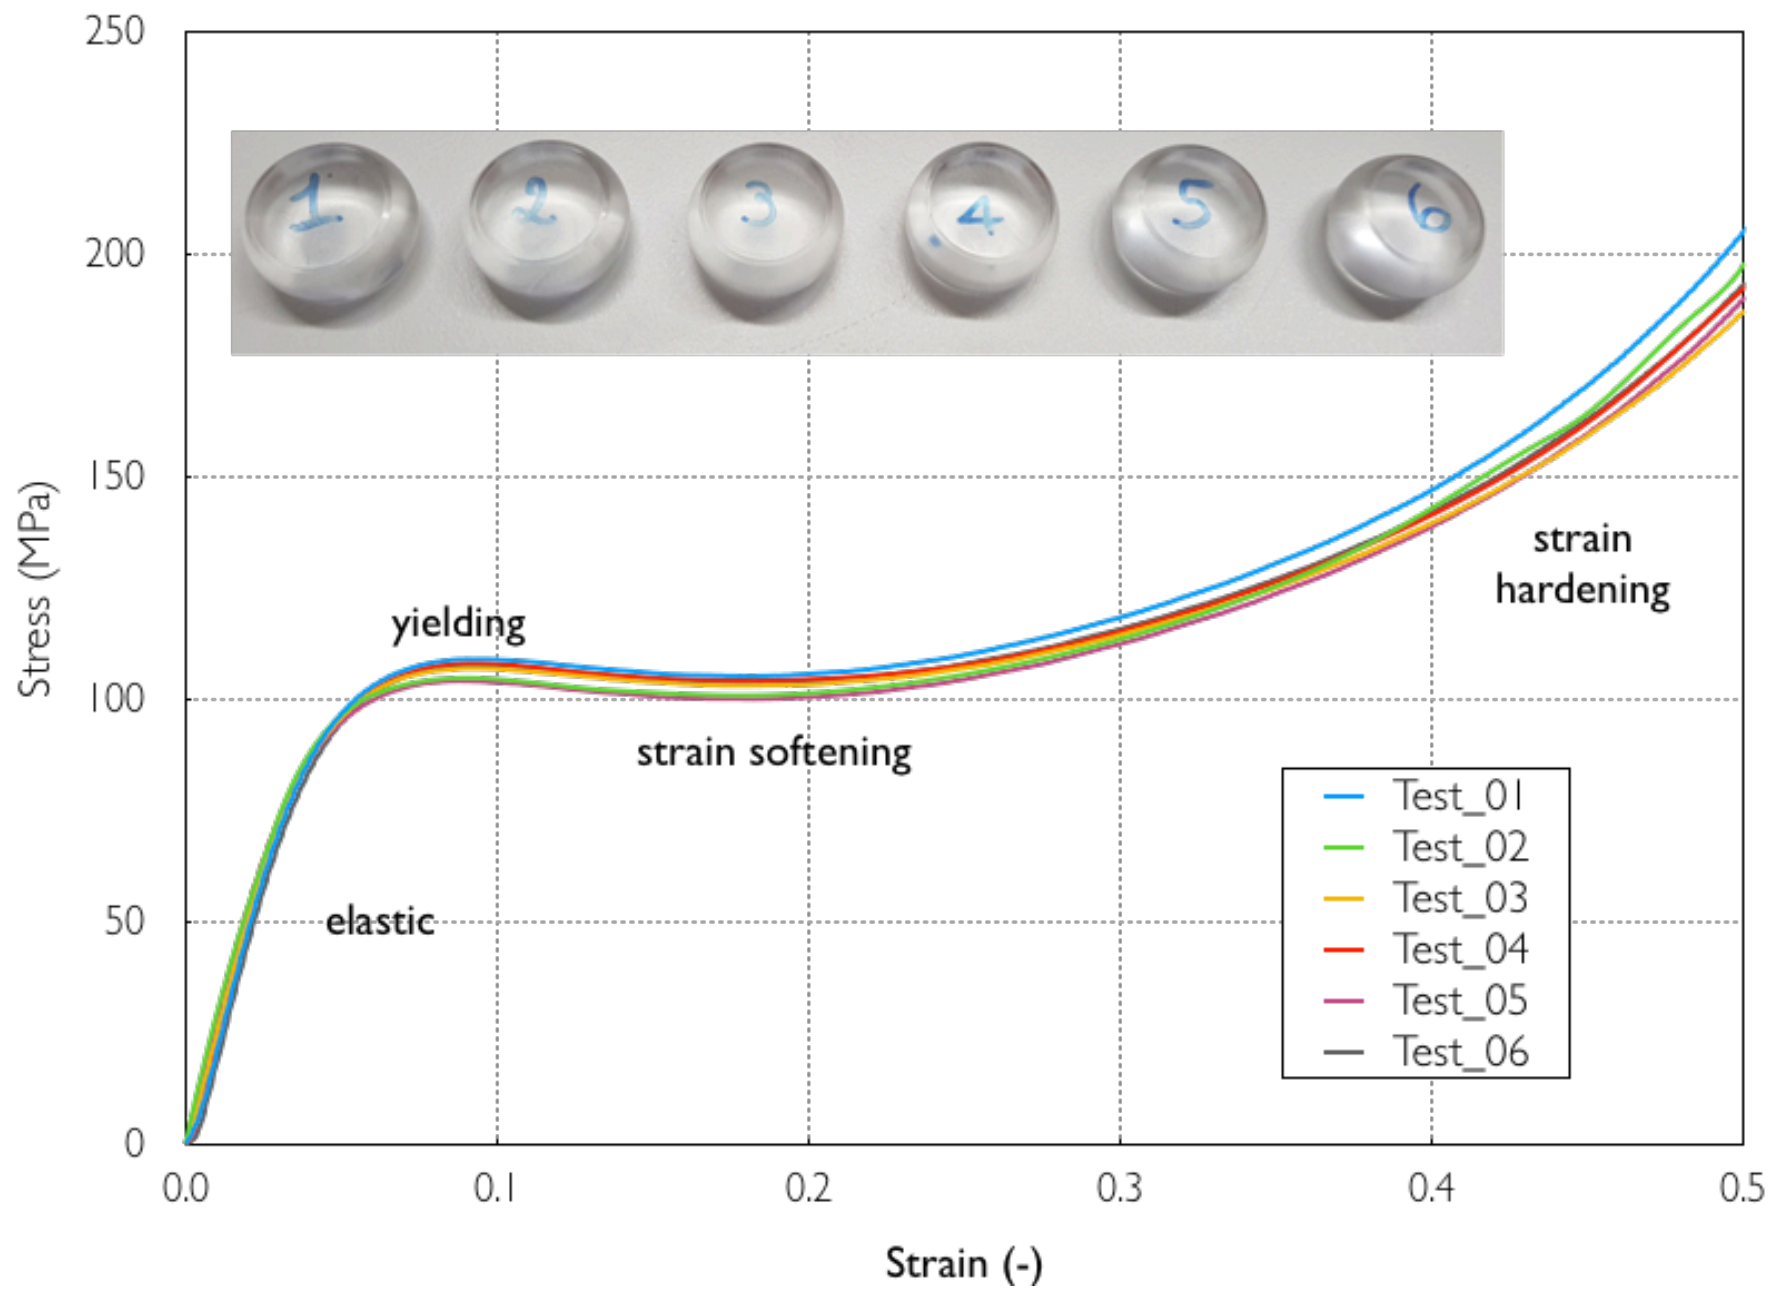 250
200
150
100
50
0
Stress (MPa)
1 2 3 4 5 6
yielding
strain softening
elastic
strain
hardening
Test_01
Test_02
Test_03
Test_04
Test_05
Test_06
0.0 0.1 0.2 0.3 0.4 0.5
Strain (-)